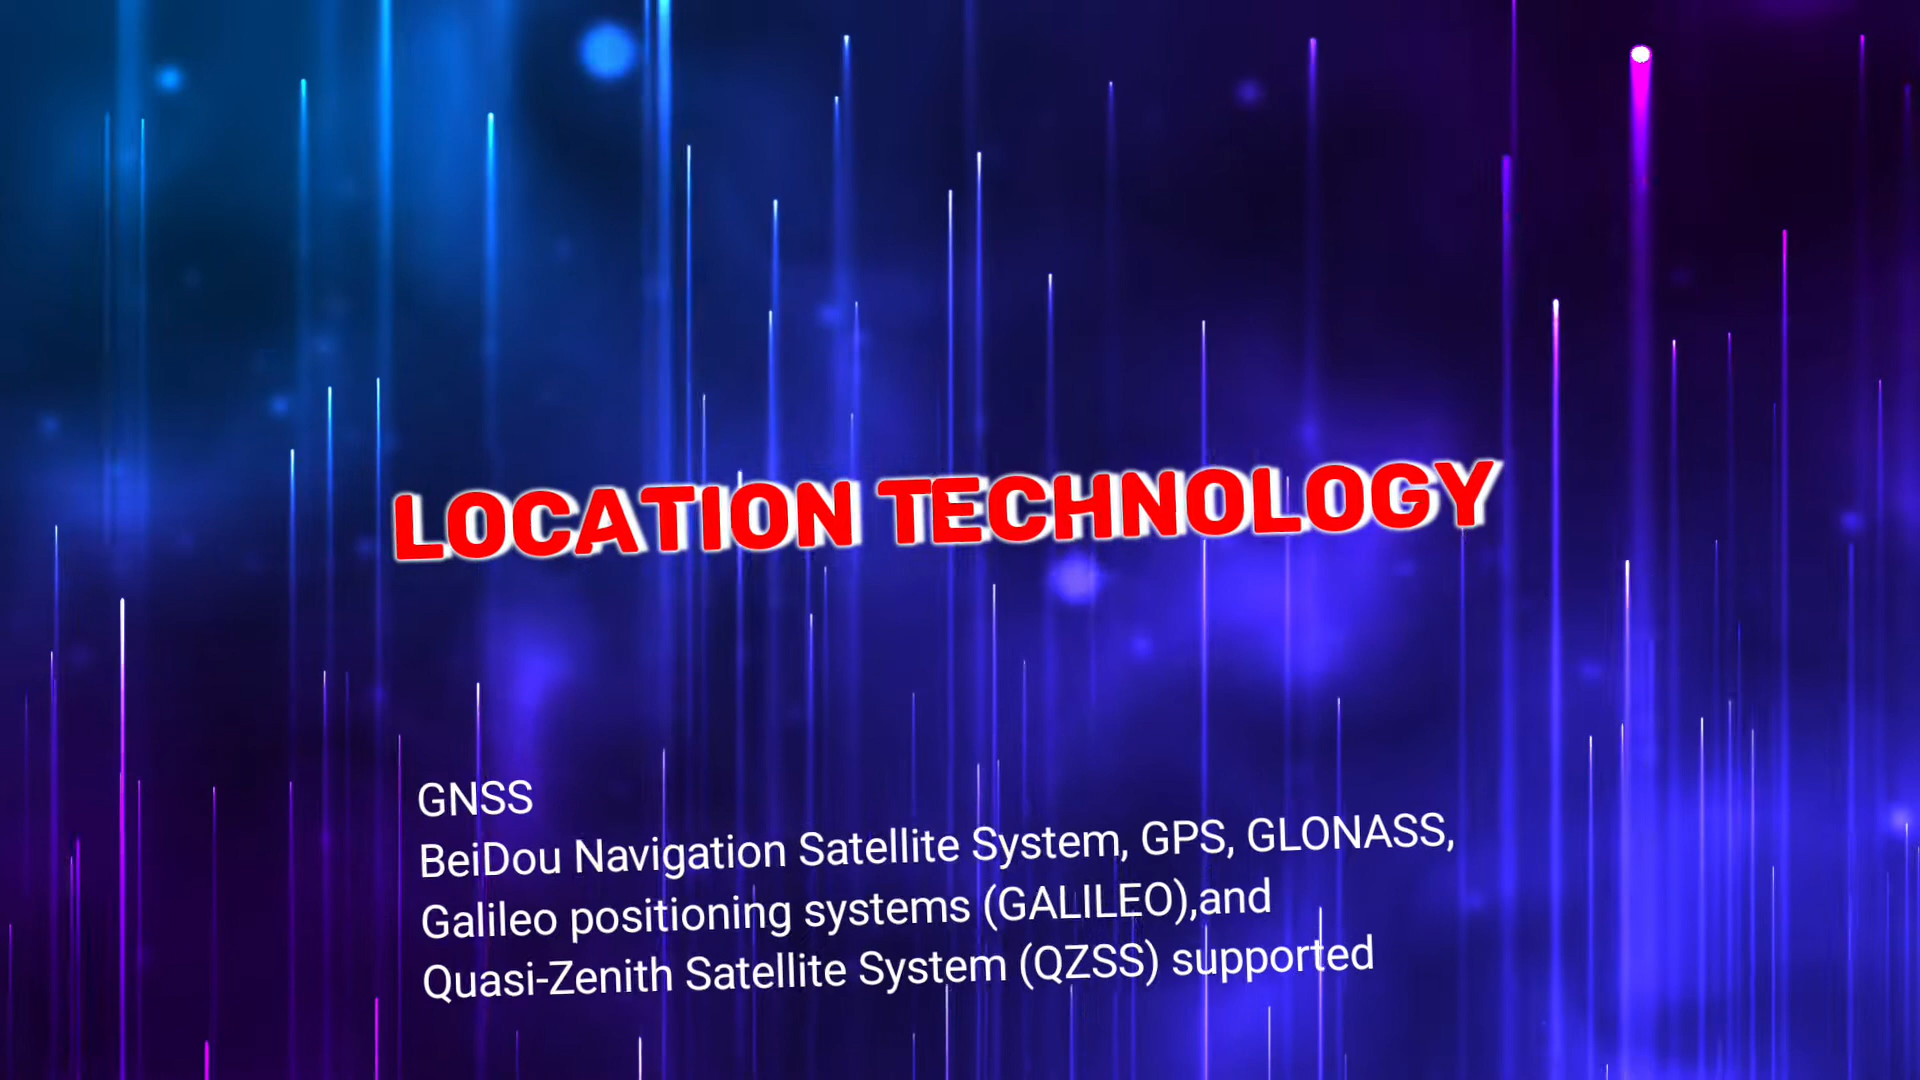 LOCATION TECHNOLOGY
GNSS
BeiDou Navigation Satellite System, GPS, GLONASS,
Galileo positioning systems (GALILEO),and
Quasi-Zenith Satellite System (QZSS) supported